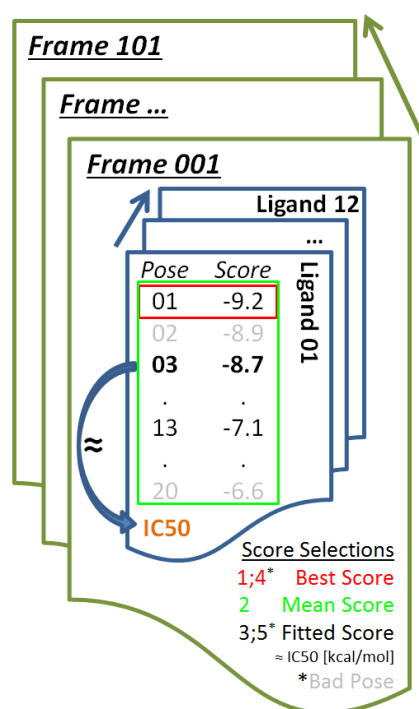 Frame 101
Frame ...
Frame 001
Ligand 12
...
Ligand 01
Pose Score
01 -9.2
02 -8.9
03 -8.7
. .
13 -7.1
. .
20 -6.6
≈
IC50
Score Selections
1;4* Best Score
2 Mean Score
3;5* Fitted Score
≈ IC50 [kcal/mol]
*Bad Pose